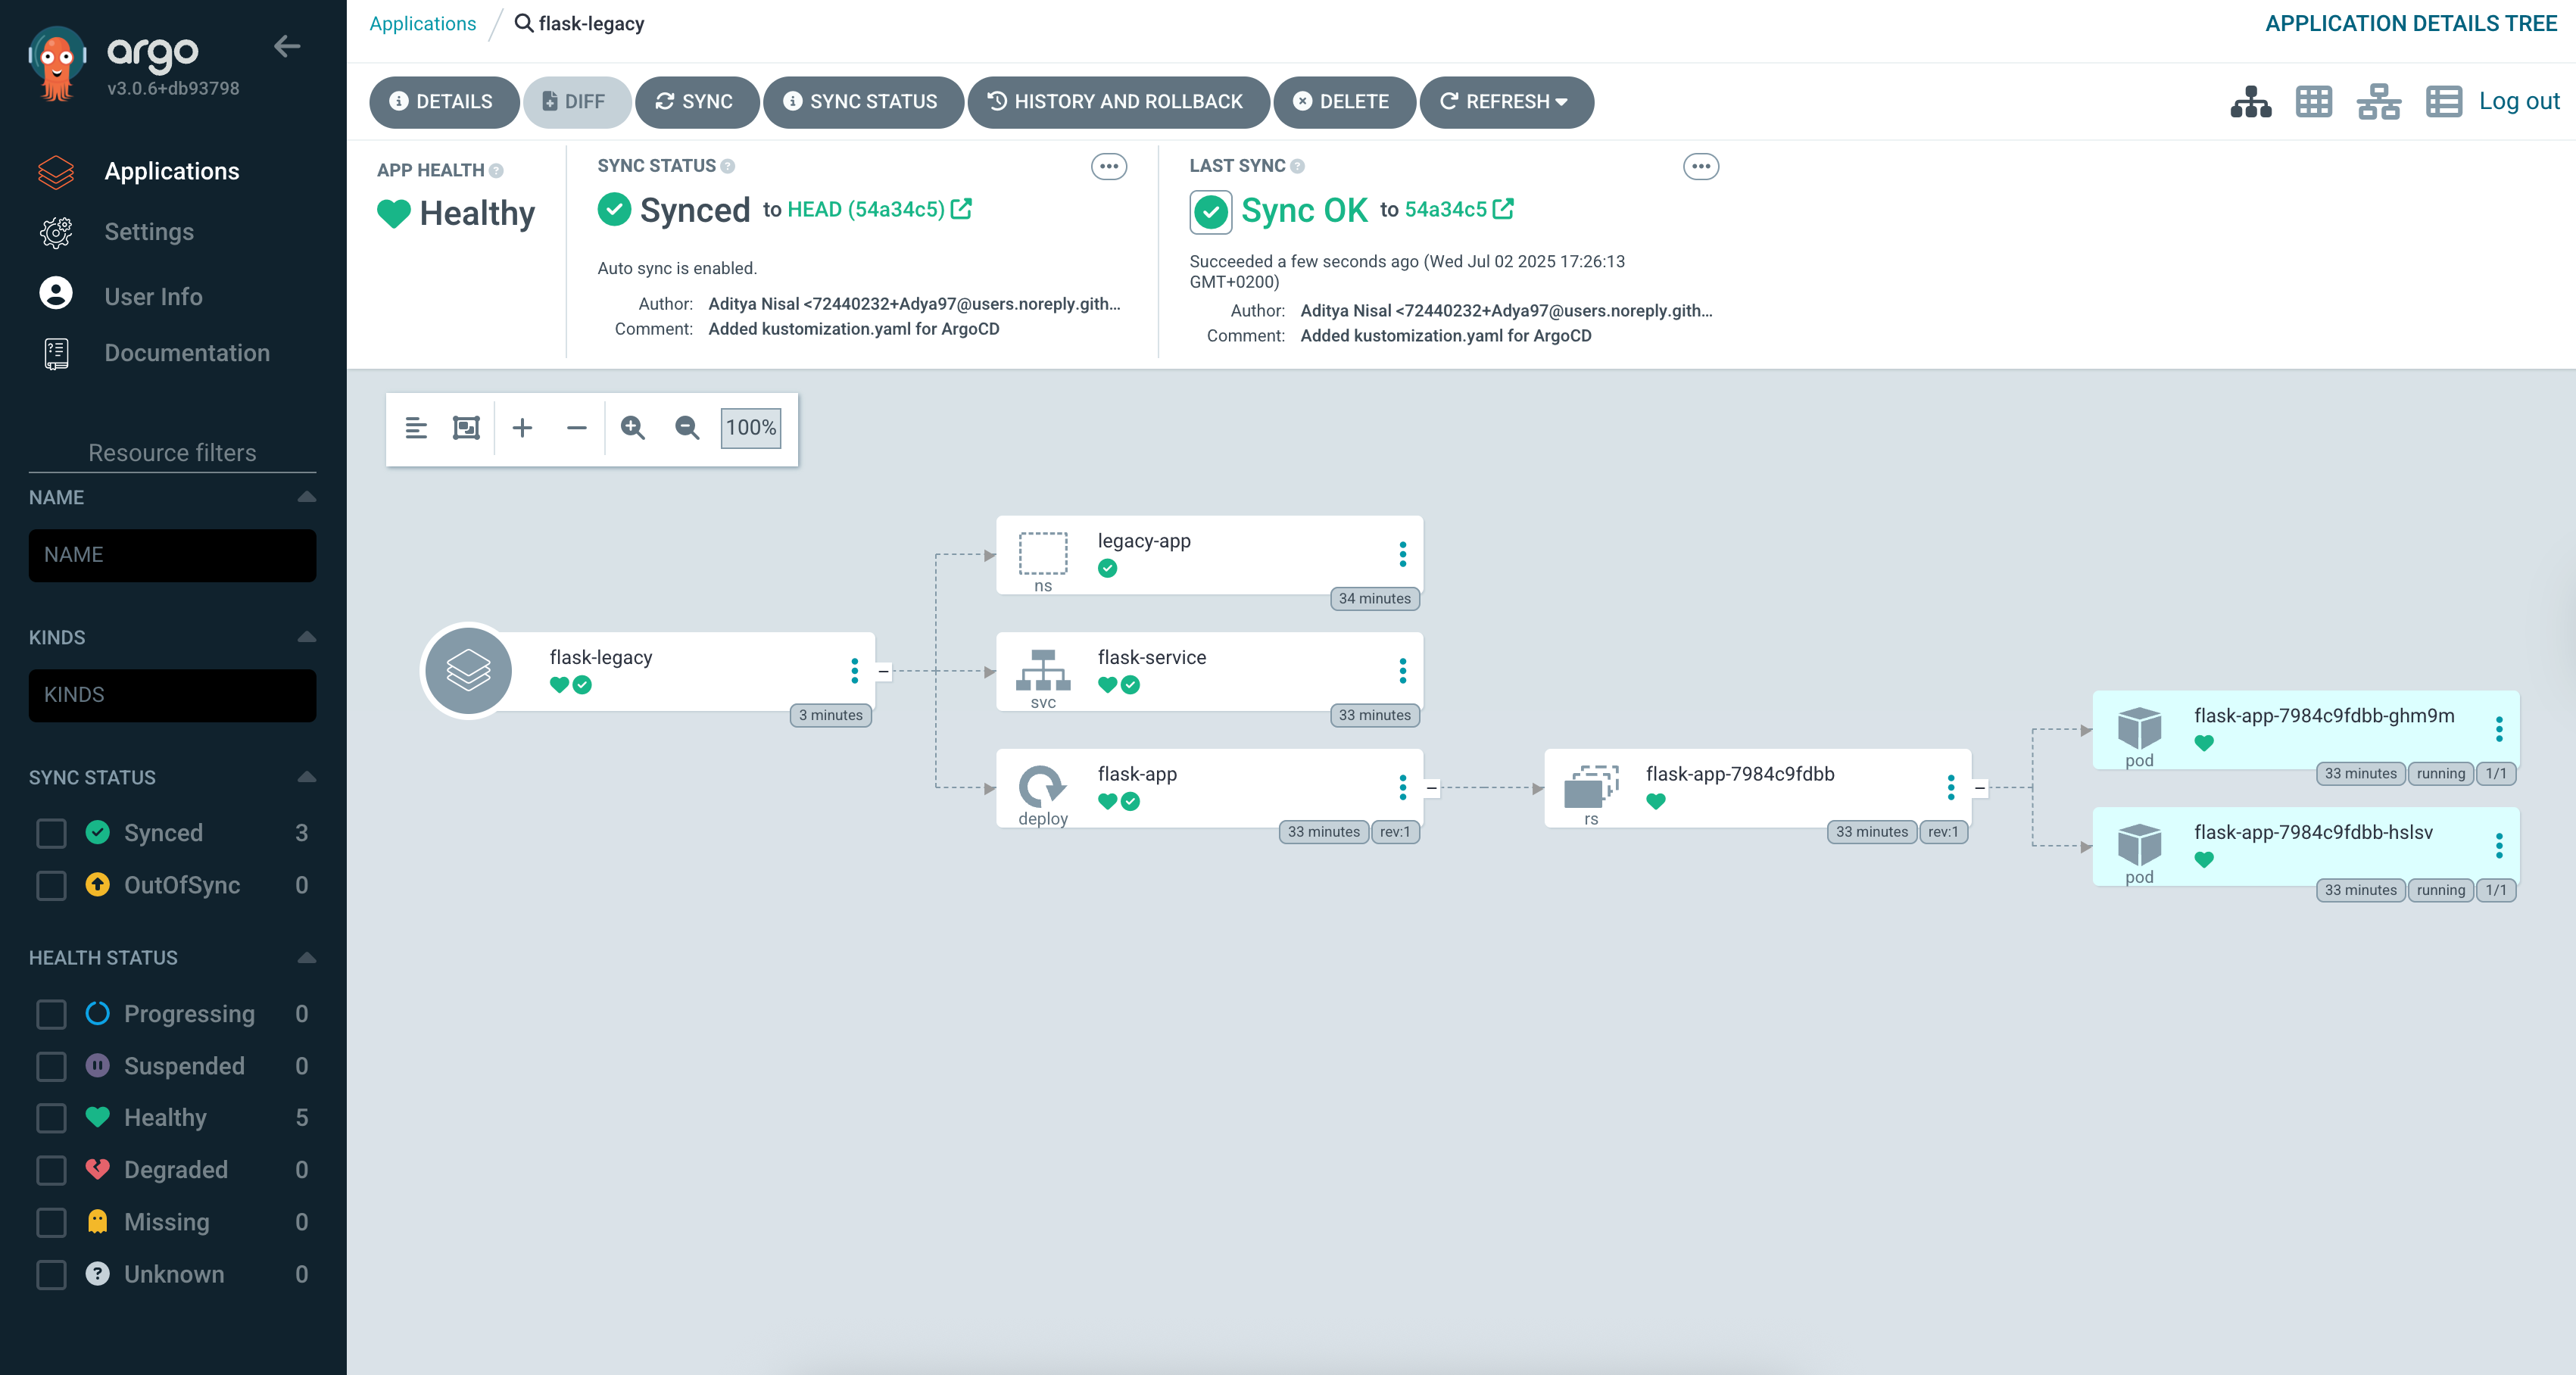 argo
v3.0.6+db93798
Applications
Settings
User Info
Documentation
Resource filters
NAME
NAME
KINDS
KINDS
SYNC STATUS
Synced 3
OutOfSync 0
HEALTH STATUS
Progressing 0
Suspended 0
Healthy 5
Degraded 0
Missing 0
Unknown 0
Applications / flask-legacy
APPLICATION DETAILS TREE
DETAILS DIFF SYNC SYNC STATUS HISTORY AND ROLLBACK DELETE REFRESH
Log out
APP HEALTH
Healthy
SYNC STATUS
Synced to HEAD (54a34c5)
Auto sync is enabled.
Author: Aditya Nisal <72440232+Adya97@users.noreply.gith...
Comment: Added kustomization.yaml for ArgoCD
LAST SYNC
Sync OK to 54a34c5
Succeeded a few seconds ago (Wed Jul 02 2025 17:26:13
GMT+0200)
Author: Aditya Nisal <72440232+Adya97@users.noreply.gith...
Comment: Added kustomization.yaml for ArgoCD
100%
flask-legacy
3 minutes
legacy-app
ns
34 minutes
flask-service
svc
33 minutes
flask-app
deploy
33 minutes rev:1
flask-app-7984c9fdbb
rs
33 minutes rev:1
flask-app-7984c9fdbb-ghm9m
pod
33 minutes running 1/1
flask-app-7984c9fdbb-hslsv
pod
33 minutes running 1/1